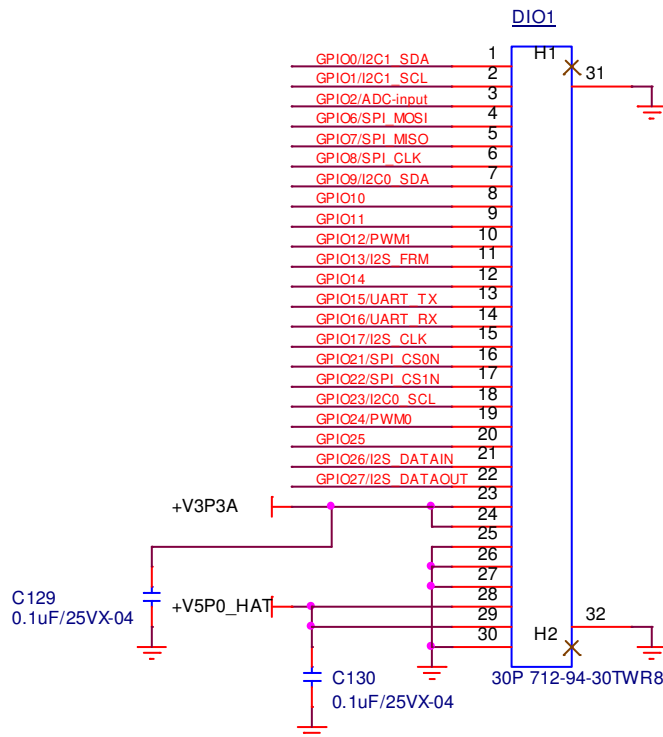 DIO1
1 H1
GPIO0/I2C1_SDA
2 31
GPIO1/I2C1_SCL
3
GPIO2/ADC-input
4
GPIO6/SPI_MOSI
5
GPIO7/SPI_MISO
6
GPIO8/SPI_CLK
7
GPIO9/I2C0_SDA
8
GPIO10
9
GPIO11
10
GPIO12/PWM1
11
GPIO13/I2S_FRM
12
GPIO14
13
GPIO15/UART_TX
14
GPIO16/UART_RX
15
GPIO17/I2S_CLK
16
GPIO21/SPI_CS0N
17
GPIO22/SPI_CS1N
18
GPIO23/I2C0_SCL
19
GPIO24/PWM0
20
GPIO25
21
GPIO26/I2S_DATAIN
22
GPIO27/I2S_DATAOUT
23
+V3P3A
24
25
26
27
C129
28
+V5P0_HAT
0.1uF/25VX-04
29 32
30 H2
C130
30P 712-94-30TWR8
0.1uF/25VX-04